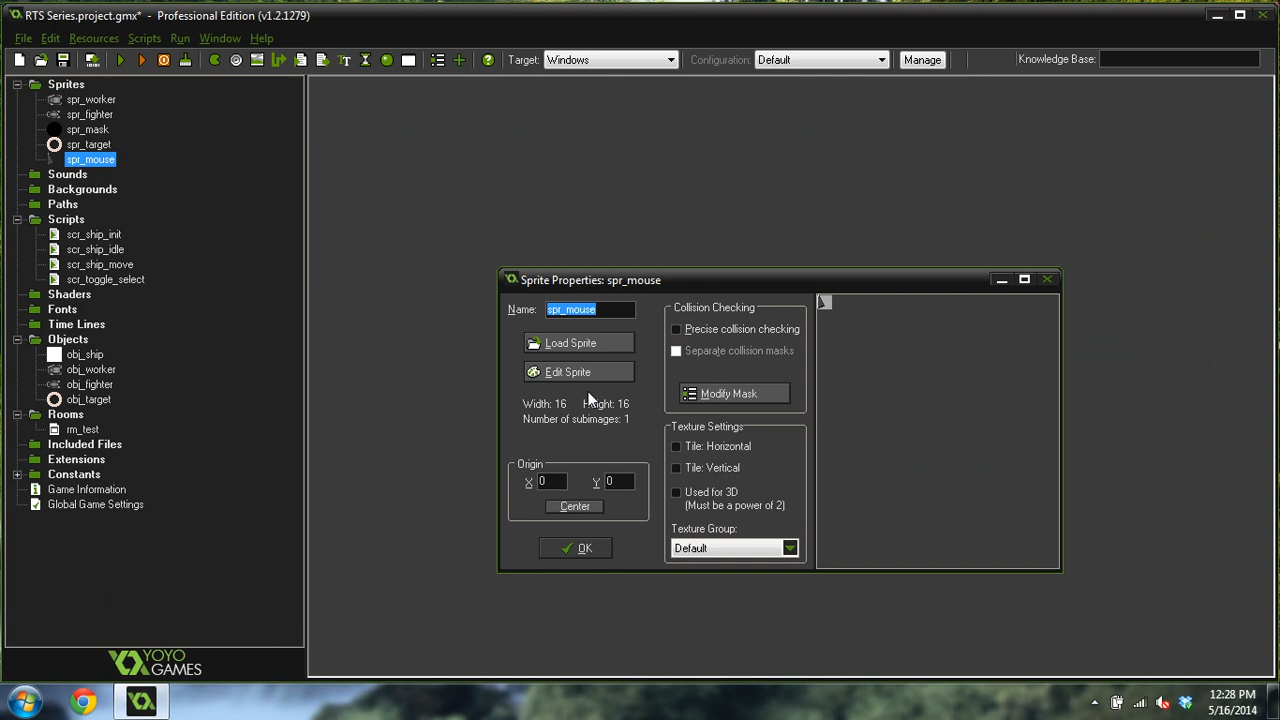 RTS Series.project.gmx* - Professional Edition (v1.2.1279)
File Edit Resources Scripts Run Window Help
Target: Windows Configuration: Default Manage Knowledge Base:
Sprites
spr_worker
spr_fighter
spr_mask
spr_target
spr_mouse
Sounds
Backgrounds
Paths
Scripts
scr_ship_init
scr_ship_idle
scr_ship_move
scr_toggle_select
Shaders
Fonts
Time Lines
Objects
obj_ship
obj_worker
obj_fighter
obj_target
Rooms
rm_test
Included Files
Extensions
Constants
Game Information
Global Game Settings
YOYO
GAMES
Sprite Properties: spr_mouse
Name: spr_mouse
Load Sprite
Edit Sprite
Width: 16 Height: 16
Number of subimages: 1
Origin
X 0 Y 0
Center
OK
Collision Checking
Precise collision checking
Separate collision masks
Modify Mask
Texture Settings
Tile: Horizontal
Tile: Vertical
Used for 3D
(Must be a power of 2)
Texture Group:
Default
12:28 PM
5/16/2014